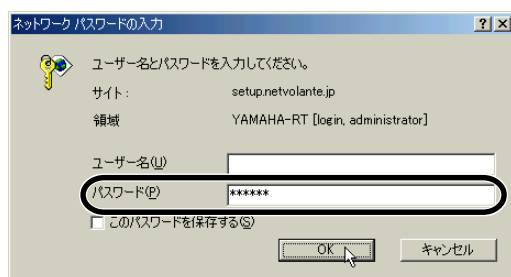 ネットワーク パスワードの入力
ユーザー名とパスワードを入力してください。
サイト: setup.netvolante.jp
領域 YAMAHA-RT [login, administrator]
ユーザー名(U)
パスワード(P) ******
このパスワードを保存する(S)
OK キャンセル